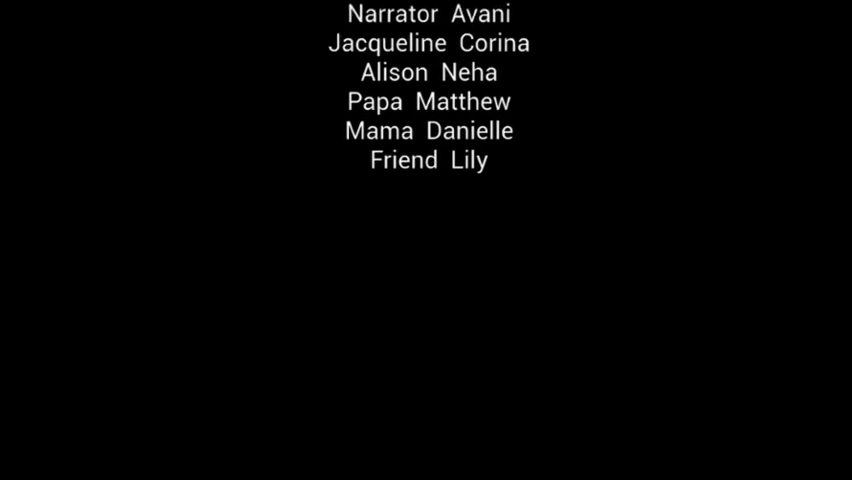 Narrator Avani
Jacqueline Corina
Alison Neha
Papa Matthew
Mama Danielle
Friend Lily